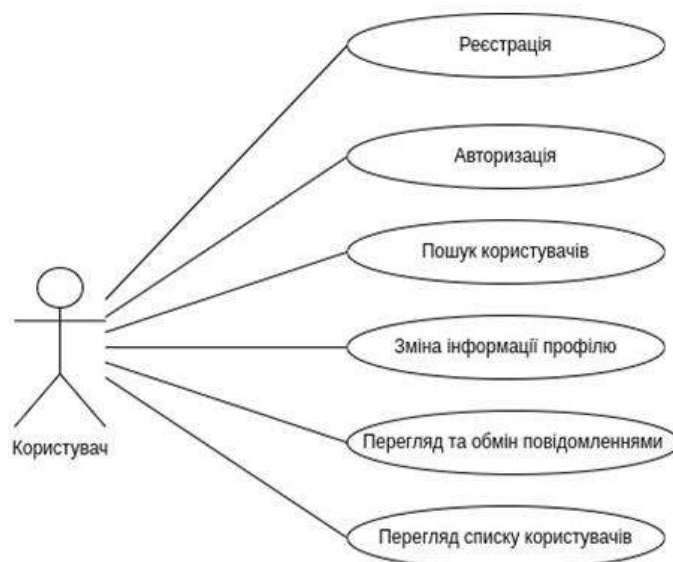 Реєстрація
Авторизація
Пошук користувачів
Зміна інформації профілю
Користувач
Перегляд та обмін повідомленнями
Перегляд списку користувачів